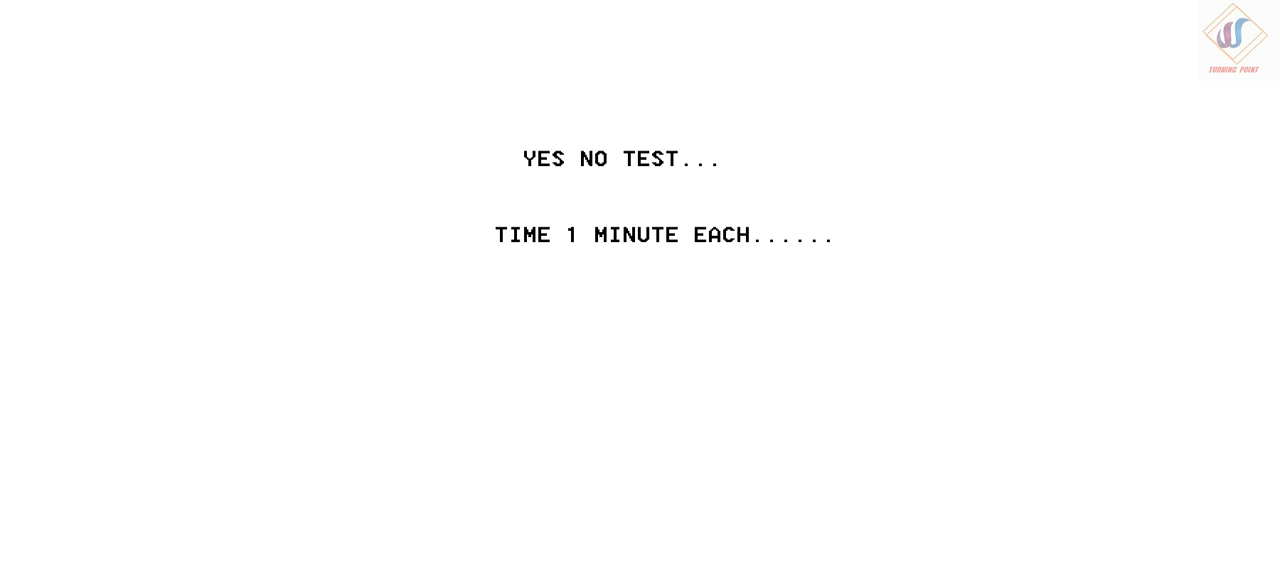 TURNING POINT
YES NO TEST...
TIME 1 MINUTE EACH......